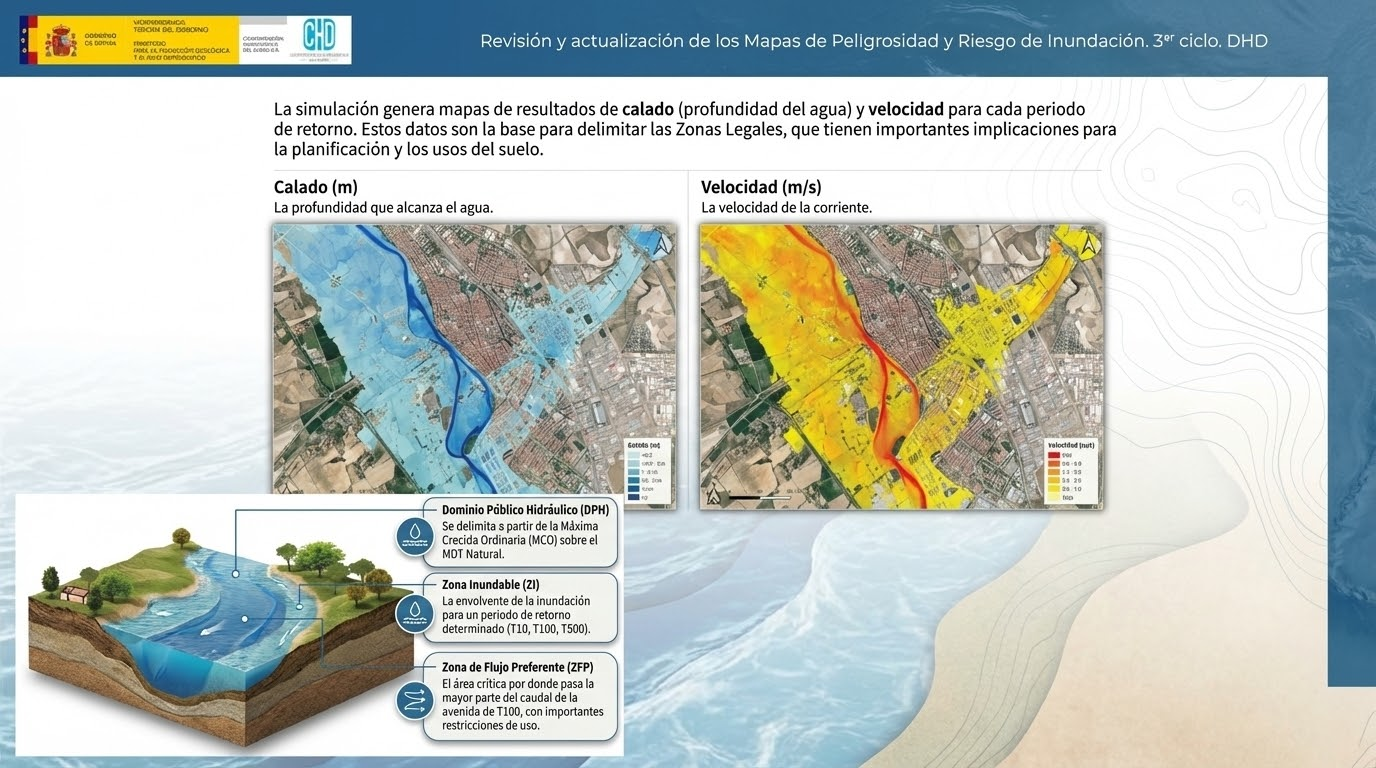 GOBIERNO
DE ESPAÑA
CHD
Revisión y actualización de los Mapas de Peligrosidad y Riesgo de Inundación. 3er ciclo. DHD
La simulación genera mapas de resultados de calado (profundidad del agua) y velocidad para cada periodo
de retorno. Estos datos son la base para delimitar las Zonas Legales, que tienen importantes implicaciones para
la planificación y los usos del suelo.
Calado (m)
La profundidad que alcanza el agua.
Velocidad (m/s)
La velocidad de la corriente.
Dominio Público Hidráulico (DPH)
Se delimita s partir de la Máxima
Crecida Ordinaria (MCO) sobre el
MDT Natural.
Zona Inundable (2I)
La envolvente de la inundación
para un periodo de retorno
determinado (T10, T100, T500).
Zona de Flujo Preferente (ZFP)
El área crítica por donde pasa la
mayor parte del caudal de la
avenida de T100, con importantes
restricciones de uso.